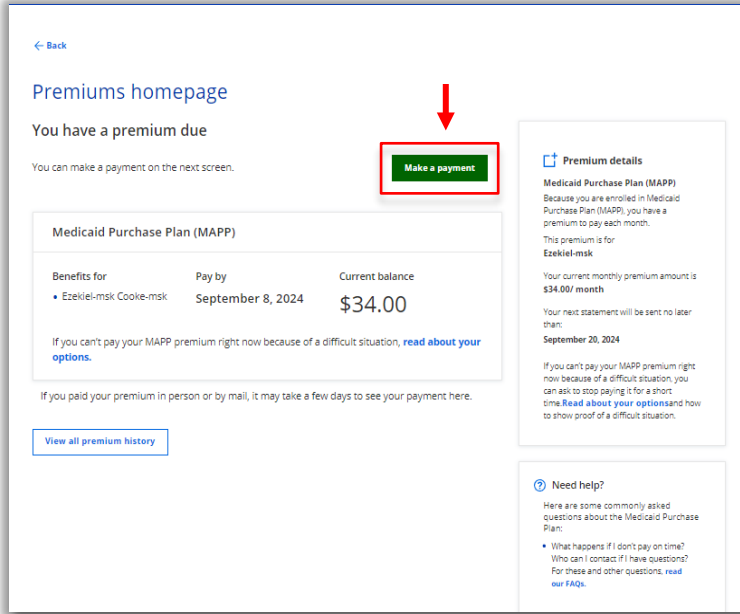 Back
Premiums homepage
You have a premium due
You can make a payment on the next screen.
Make a payment
Medicaid Purchase Plan (MAPP)
Benefits for
• Ezekiel-msk Cooke-msk
Pay by
September 8, 2024
Current balance
$34.00
If you can't pay your MAPP premium right now because of a difficult situation, read about your
options.
If you paid your premium in person or by mail, it may take a few days to see your payment here.
View all premium history
Premium details
Medicaid Purchase Plan (MAPP)
Because you are enrolled in Medicaid
Purchase Plan (MAPP), you have a
premium to pay each month.
This premium is for
Ezekiel-msk
Your current monthly premium amount is
$34.00/ month
Your next statement will be sent no later
than:
September 20, 2024
If you can't pay your MAPP premium right
now because of a difficult situation, you
can ask to stop paying it for a short
time.Read about your optionsand how
to show proof of a difficult situation.
Need help?
Here are some commonly asked
questions about the Medicaid Purchase
Plan:
• What happens if I don't pay on time?
Who can I contact if I have questions?
For these and other questions, read
our FAQs.